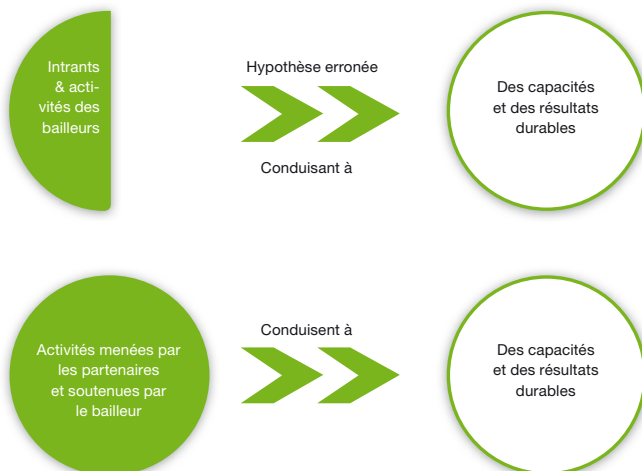 Intrants
& acti-
vités des
bailleurs
Hypothèse erronée
Conduisant à
Des capacités
et des résultats
durables
Activités menées par
les partenaires
et soutenues par
le bailleur
Conduisent à
Des capacités
et des résultats
durables